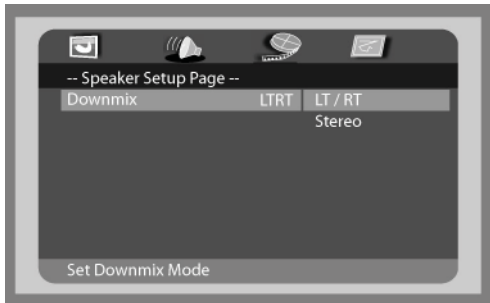 -- Speaker Setup Page --
Downmix LTRT LT / RT
Stereo
Set Downmix Mode